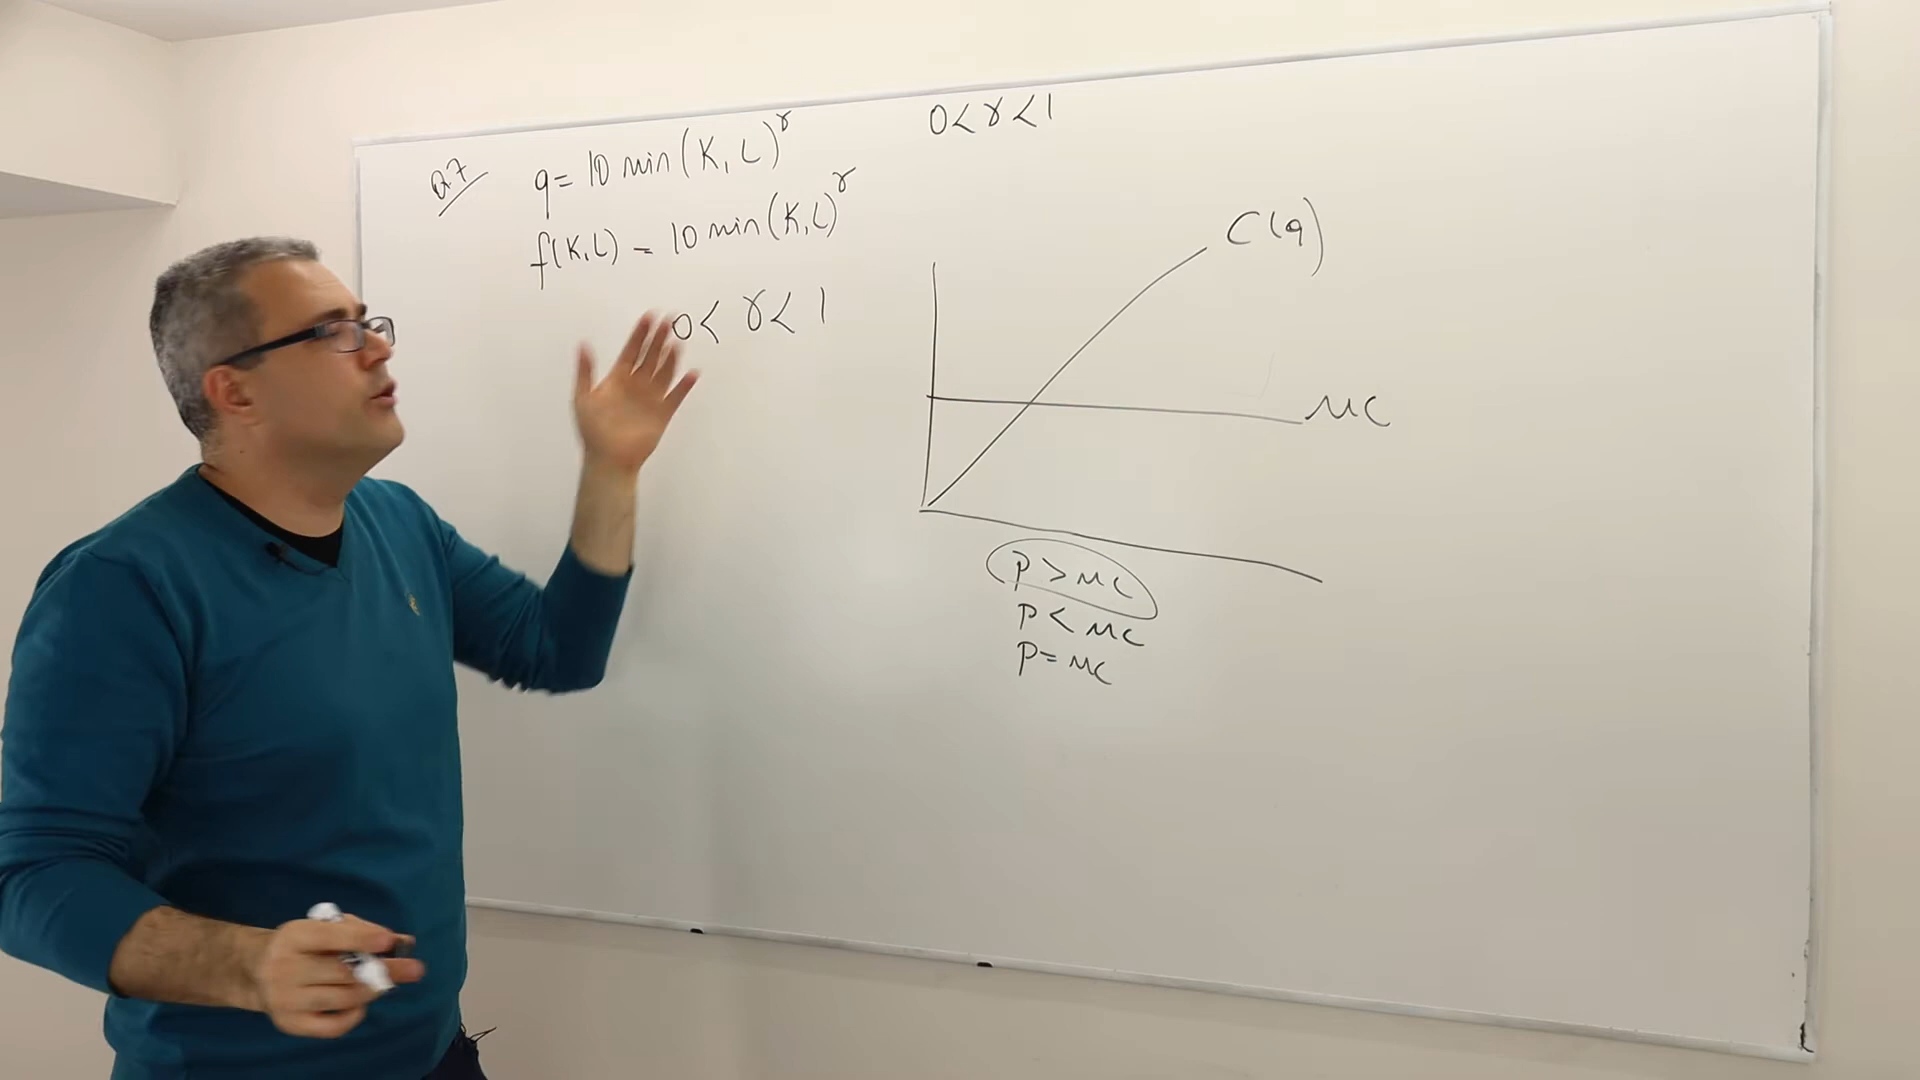 Q.7
q = 10 min(K, L)^γ
0 < γ < 1
f(K,L) = 10 min(K,L)^γ
0 < γ < 1
C(q)
MC
P > MC
P < MC
P = MC